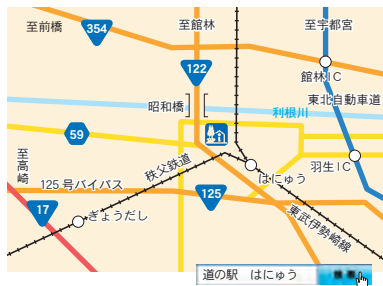 至前橋
354
至館林
至宇都宮
122
館林IC
昭和橋
東北自動車道
利根川
59
至高崎
秩父鉄道
羽生IC
はにゅう
125号バイパス
125
17
ぎょうだし
東武伊勢崎線
道の駅 はにゅう